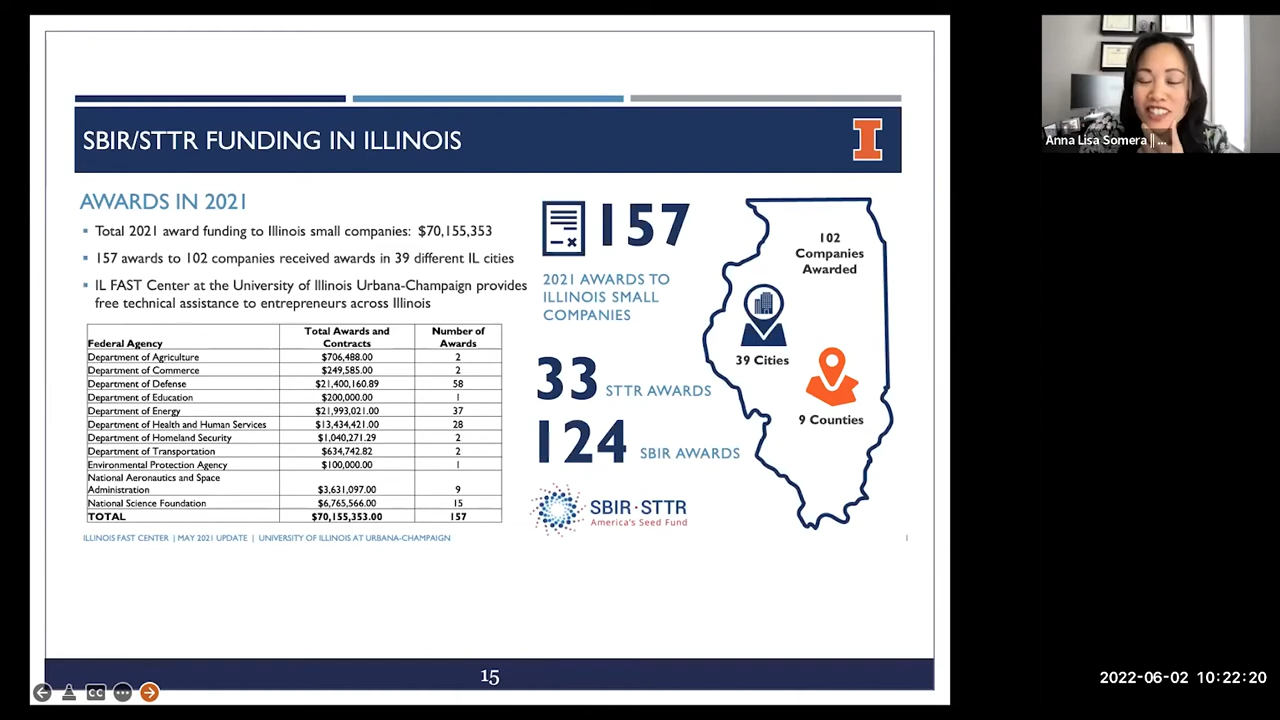 SBIR/STTR FUNDING IN ILLINOIS
AWARDS IN 2021
Total 2021 award funding to Illinois small companies: $70,155,353
157 awards to 102 companies received awards in 39 different IL cities
IL FAST Center at the University of Illinois Urbana-Champaign provides
free technical assistance to entrepreneurs across Illinois
Federal Agency Total Awards and Contracts Number of Awards
Department of Agriculture $706,488.00 2
Department of Commerce $249,585.00 2
Department of Defense $21,400,160.89 58
Department of Education $200,000.00 1
Department of Energy $21,993,021.00 37
Department of Health and Human Services $13,434,421.00 28
Department of Homeland Security $1,040,271.29 2
Department of Transportation $634,742.82 2
Environmental Protection Agency $100,000.00 1
National Aeronautics and Space
Administration $3,631,097.00 9
National Science Foundation $6,765,566.00 15
TOTAL $70,155,353.00 157
ILLINOIS FAST CENTER | MAY 2021 UPDATE | UNIVERSITY OF ILLINOIS AT URBANA-CHAMPAIGN
157
2021 AWARDS TO
ILLINOIS SMALL
COMPANIES
33 STTR AWARDS
124 SBIR AWARDS
SBIR·STTR
America's Seed Fund
102
Companies
Awarded
39 Cities
9 Counties
1
15
CC
Anna Lisa Somera || ...
2022-06-02 10:22:20